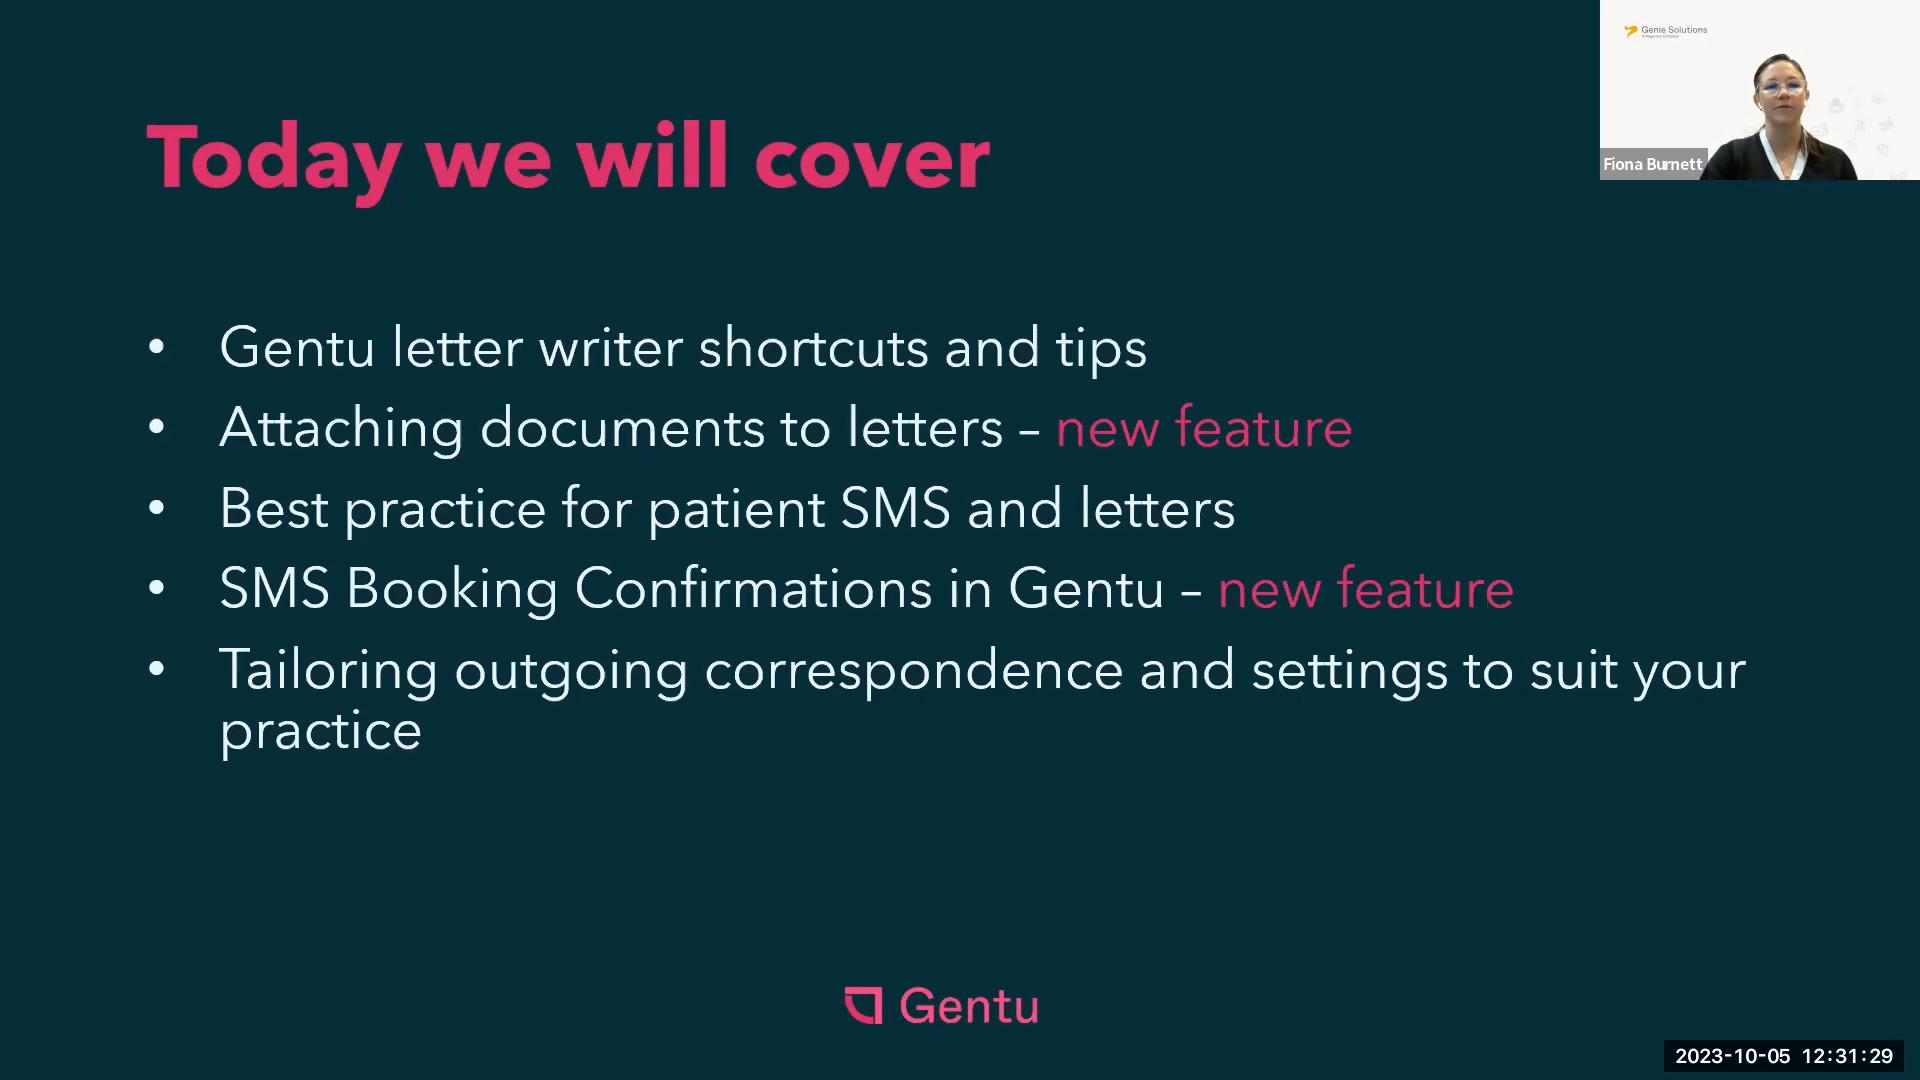 Genie Solutions
Today we will cover
Fiona Burnett
• Gentu letter writer shortcuts and tips
• Attaching documents to letters – new feature
• Best practice for patient SMS and letters
• SMS Booking Confirmations in Gentu – new feature
• Tailoring outgoing correspondence and settings to suit your
practice
Gentu
2023-10-05 12:31:29